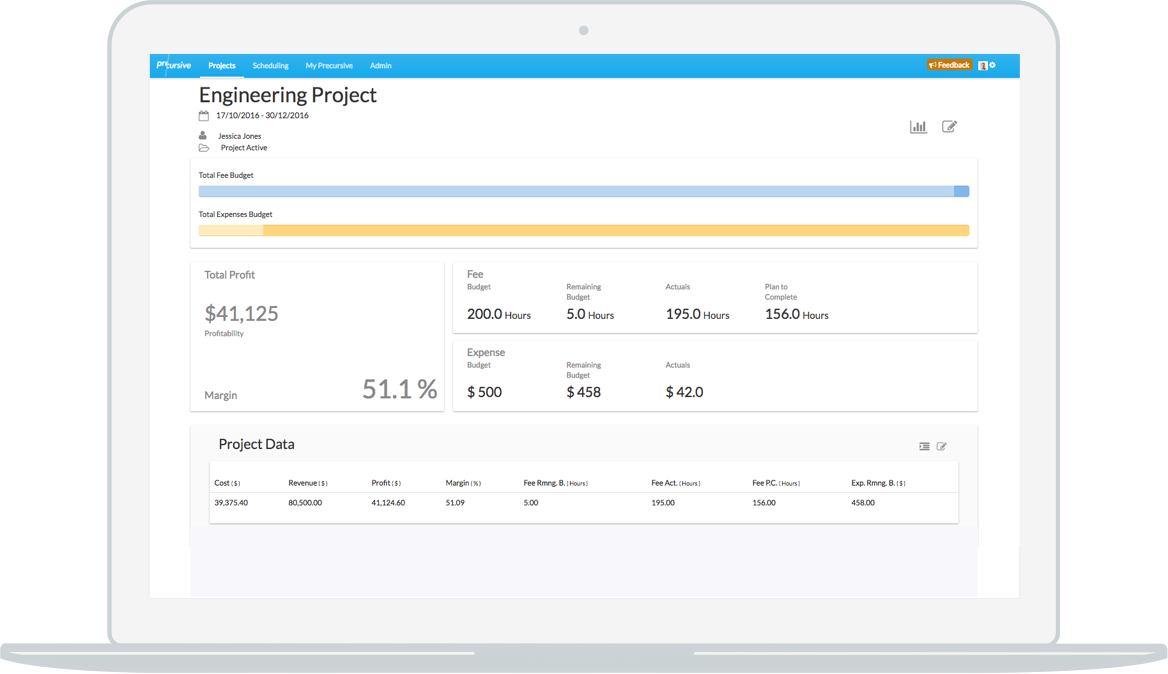 precursive Projects Scheduling My Precursive Admin Feedback
Engineering Project
17/10/2016 - 30/12/2016
Jessica Jones
Project Active
Total Fee Budget
Total Expenses Budget
Total Profit
$41,125
Profitability
Margin 51.1 %
Fee
Budget Remaining Budget Actuals Plan to Complete
200.0 Hours 5.0 Hours 195.0 Hours 156.0 Hours
Expense
Budget Remaining Budget Actuals
$ 500 $ 458 $ 42.0
Project Data
Cost ($) Revenue ($) Profit ($) Margin (%) Fee Rmng. B. (Hours) Fee Act. (Hours) Fee P.C. (Hours) Exp. Rmng. B. ($)
39,375.40 80,500.00 41,124.60 51.09 5.00 195.00 156.00 458.00